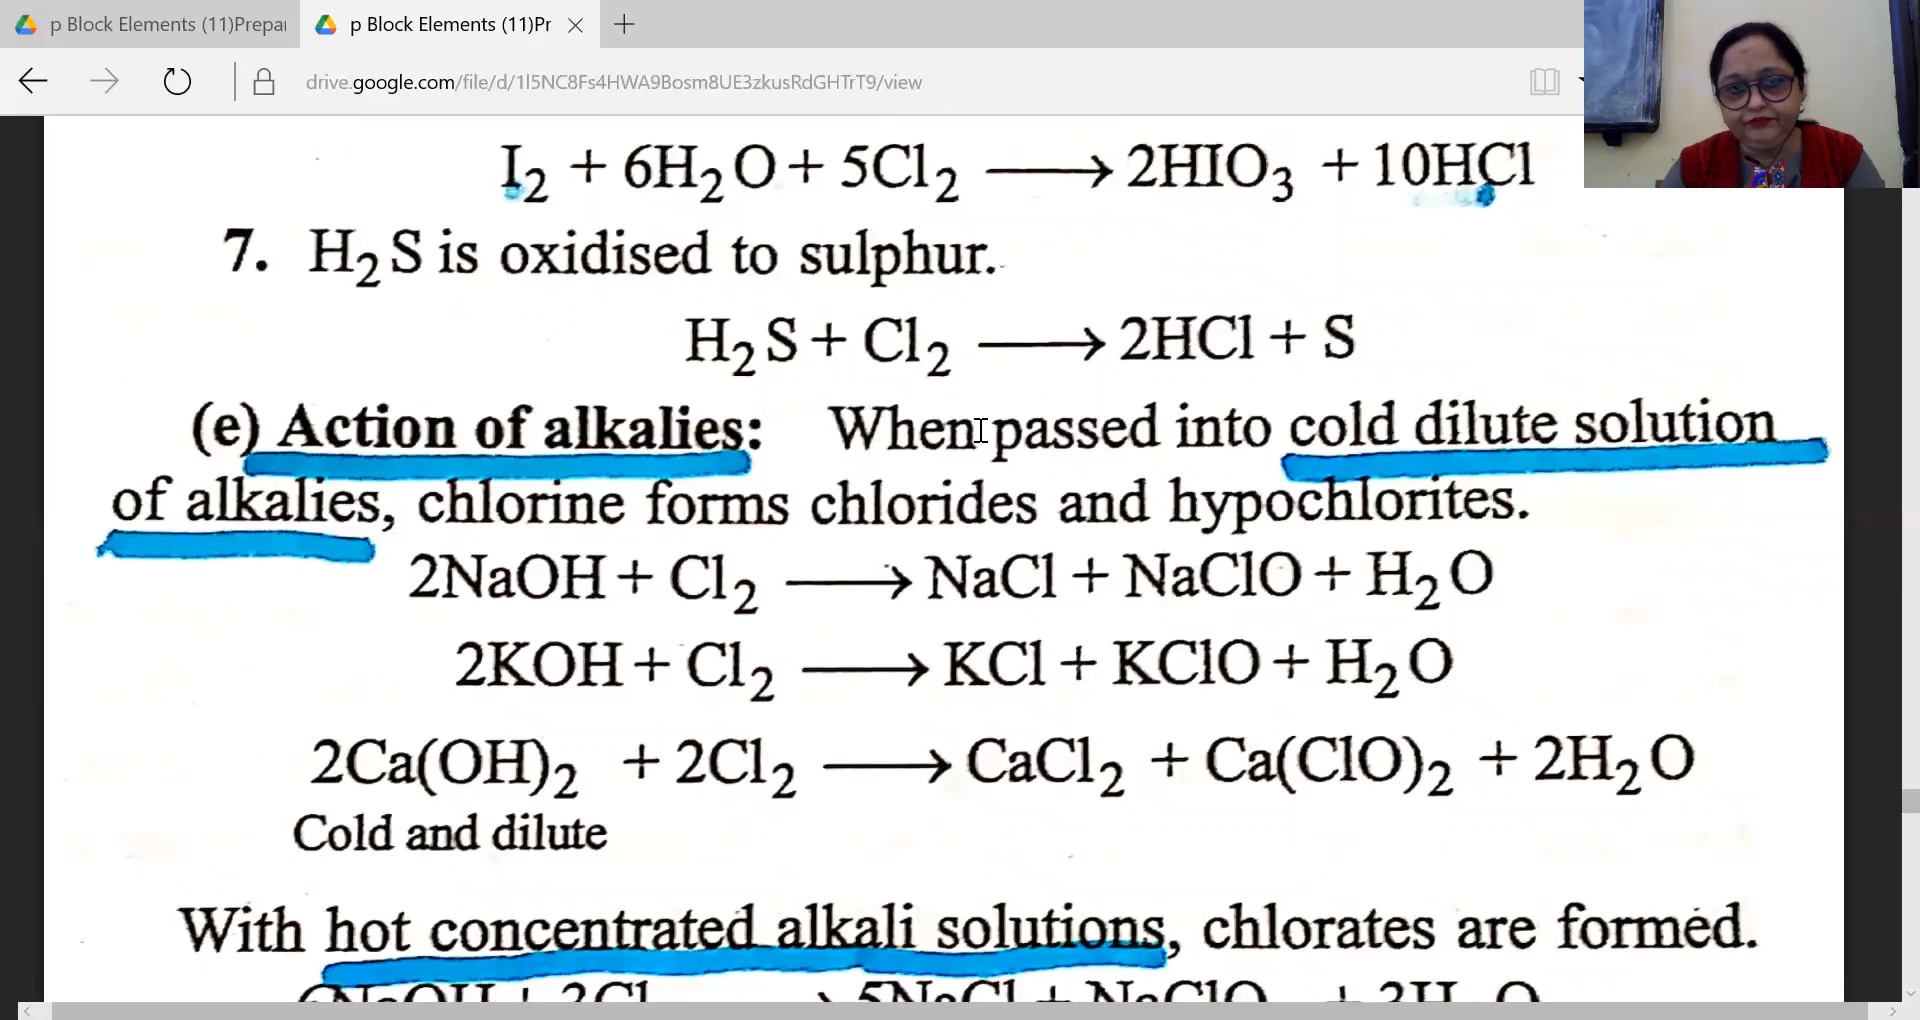 p Block Elements (11)Prepar
p Block Elements (11)Pr
drive.google.com/file/d/1l5NC8Fs4HWA9Bosm8UE3zkusRdGHTrT9/view
I₂ + 6H₂O + 5Cl₂ ⟶ 2HIO₃ + 10HCl
7. H₂S is oxidised to sulphur.
H₂S + Cl₂ ⟶ 2HCl + S
(e) Action of alkalies: When passed into cold dilute solution
of alkalies, chlorine forms chlorides and hypochlorites.
2NaOH + Cl₂ ⟶ NaCl + NaClO + H₂O
2KOH + Cl₂ ⟶ KCl + KClO + H₂O
2Ca(OH)₂ + 2Cl₂ ⟶ CaCl₂ + Ca(ClO)₂ + 2H₂O
Cold and dilute
With hot concentrated alkali solutions, chlorates are formed.